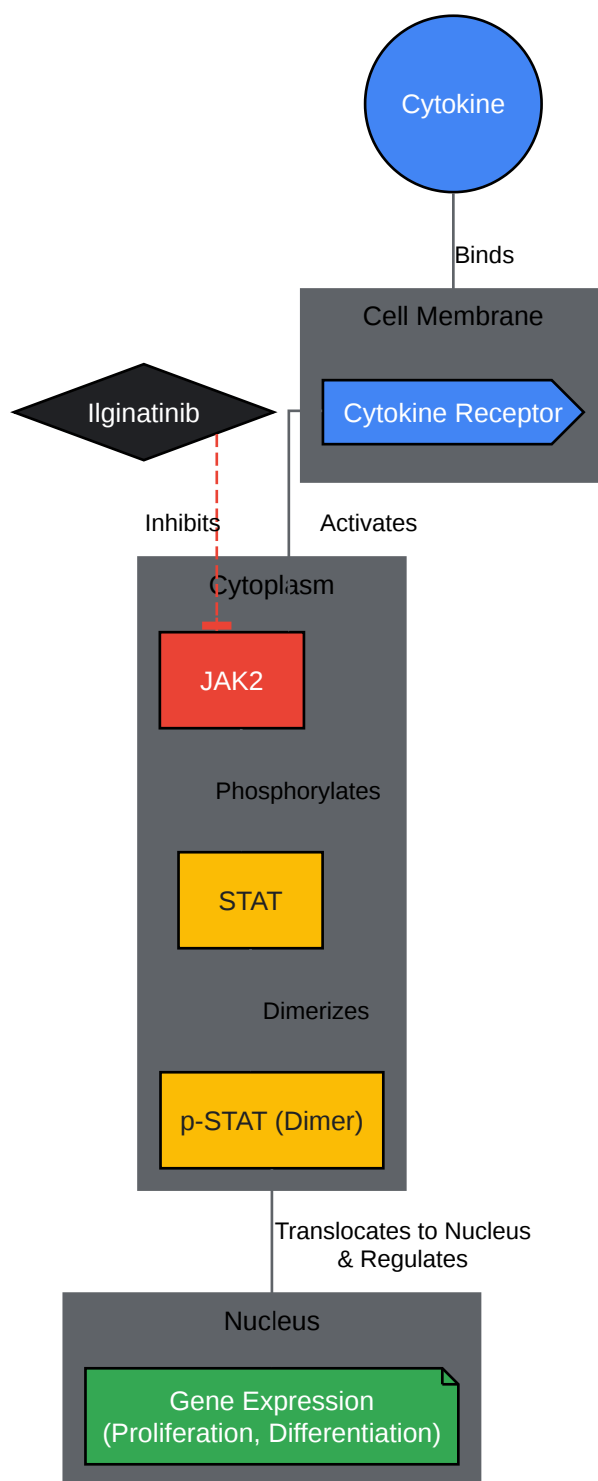 Cytokine
Binds
Cell Membrane
Cytokine Receptor
Ilginatinib
Inhibits
Activates
Cytoplasm
JAK2
Phosphorylates
STAT
Dimerizes
p-STAT (Dimer)
Translocates to Nucleus
& Regulates
Nucleus
Gene Expression
(Proliferation, Differentiation)